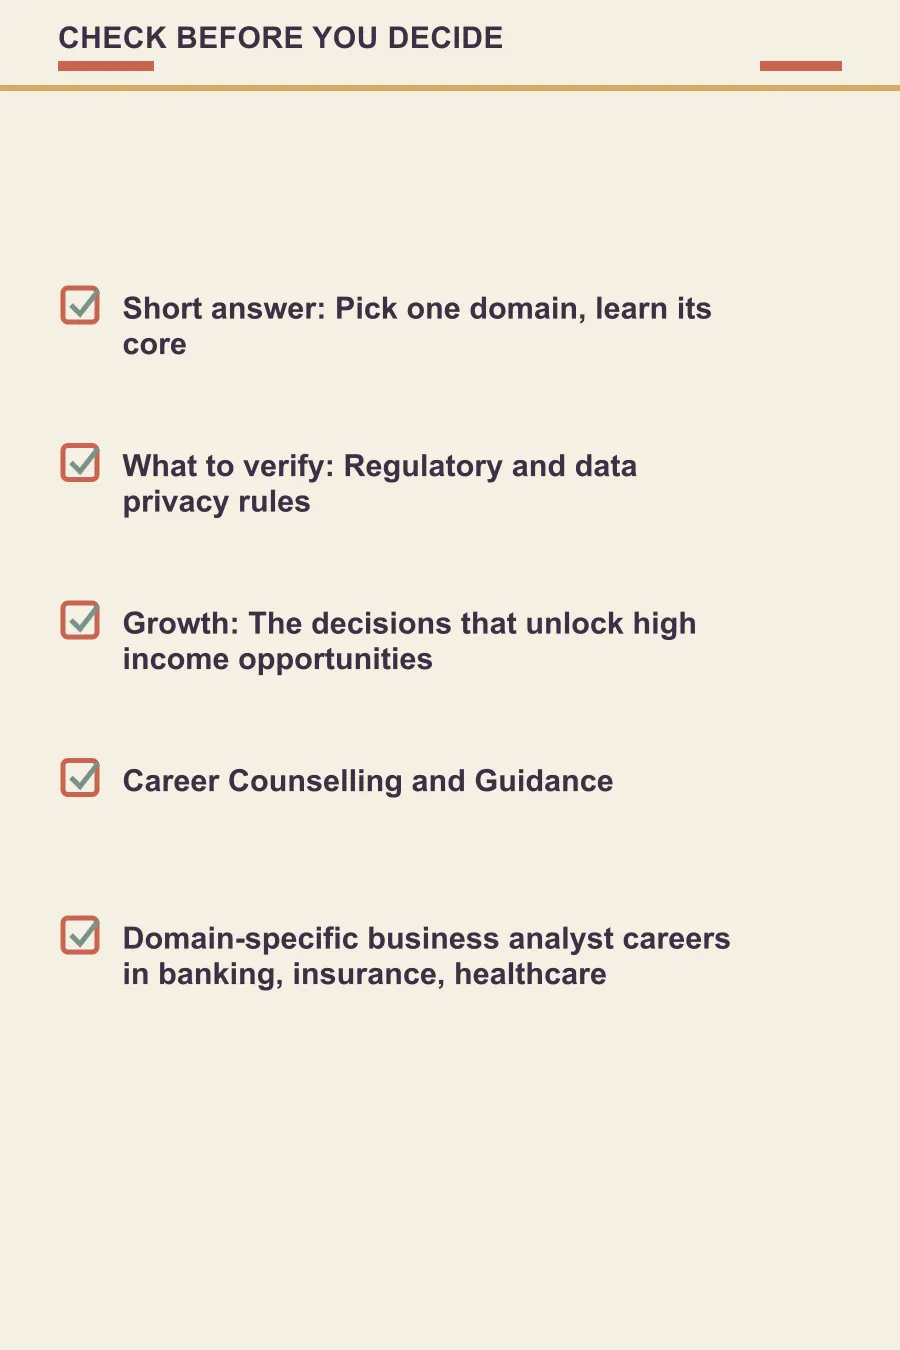 CHECK BEFORE YOU DECIDE
Short answer: Pick one domain, learn its
core
What to verify: Regulatory and data
privacy rules
Growth: The decisions that unlock high
income opportunities
Career Counselling and Guidance
Domain-specific business analyst careers
in banking, insurance, healthcare